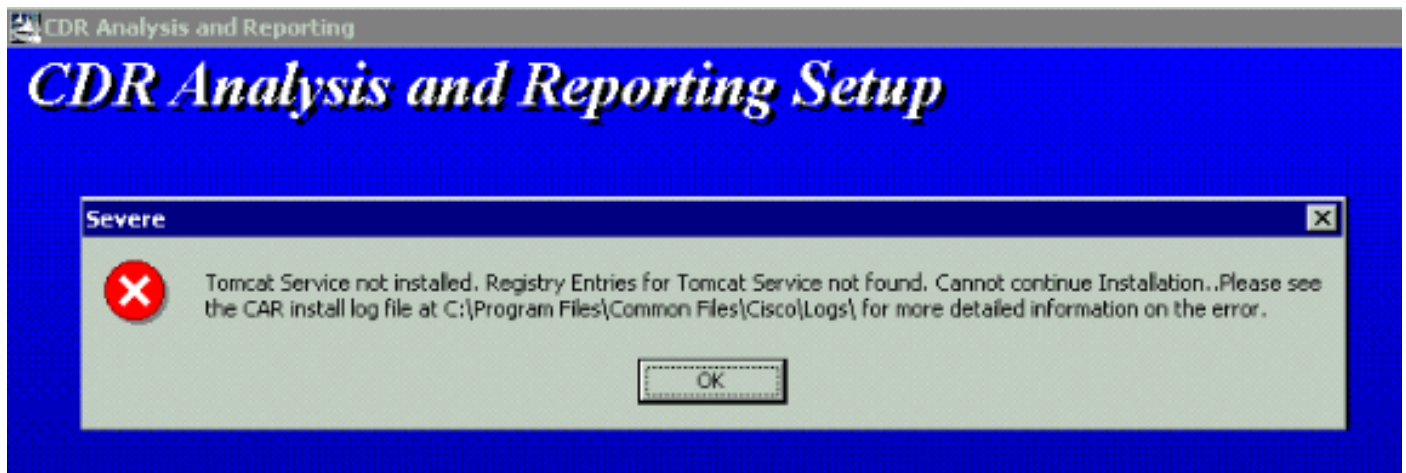 CDR Analysis and Reporting
CDR Analysis and Reporting Setup
Severe
Tomcat Service not installed. Registry Entries for Tomcat Service not found. Cannot continue Installation..Please see
the CAR install log file at C:\Program Files\Common Files\Cisco\Logs\ for more detailed information on the error.
OK